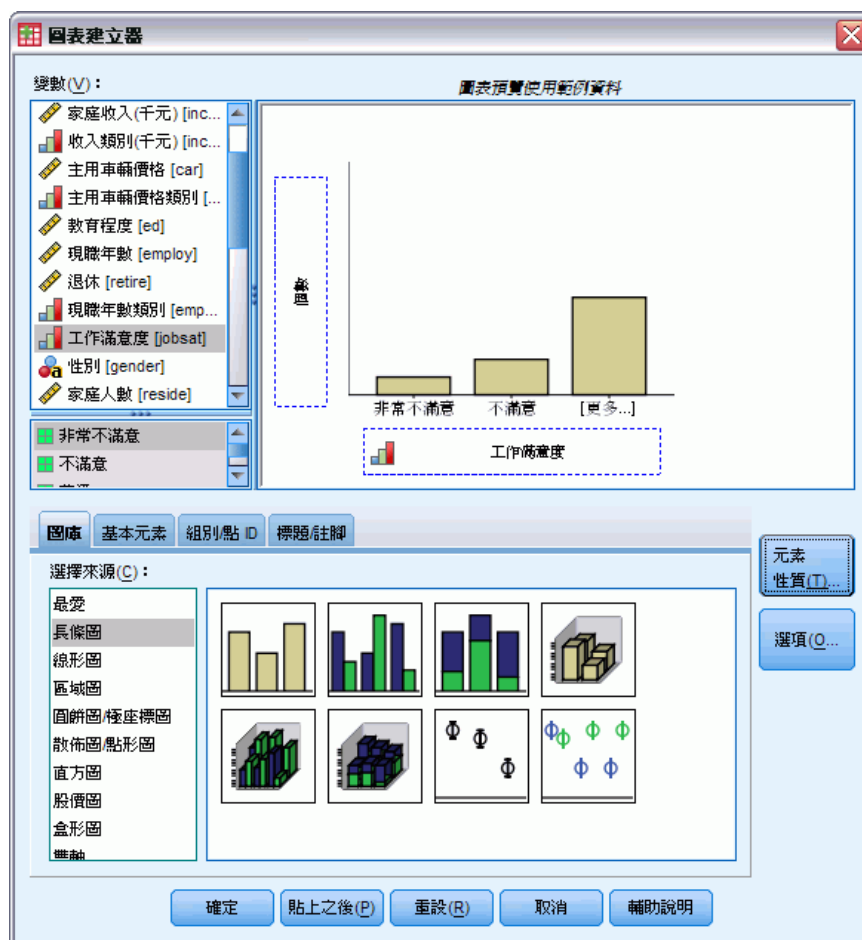 圖表建立器
變數(V)：
圖表預覽使用範例資料
家庭收入(千元) [inc...
收入類別(千元) [inc...
主用車輛價格 [car]
主用車輛價格類別 [...
教育程度 [ed]
現職年數 [employ]
退休 [retire]
現職年數類別 [emp...
工作滿意度 [jobsat]
性別 [gender]
家庭人數 [reside]
非常不滿意
不滿意
個數
非常不滿意
不滿意
[更多...]
工作滿意度
圖庫
基本元素
組別/點 ID
標題/註腳
選擇來源(C)：
最愛
長條圖
線形圖
區域圖
圓餅圖/極座標圖
散佈圖/點形圖
直方圖
股價圖
盒形圖
雙軸
元素
性質(T)...
選項(O...
確定
貼上之後(P)
重設(R)
取消
輔助說明